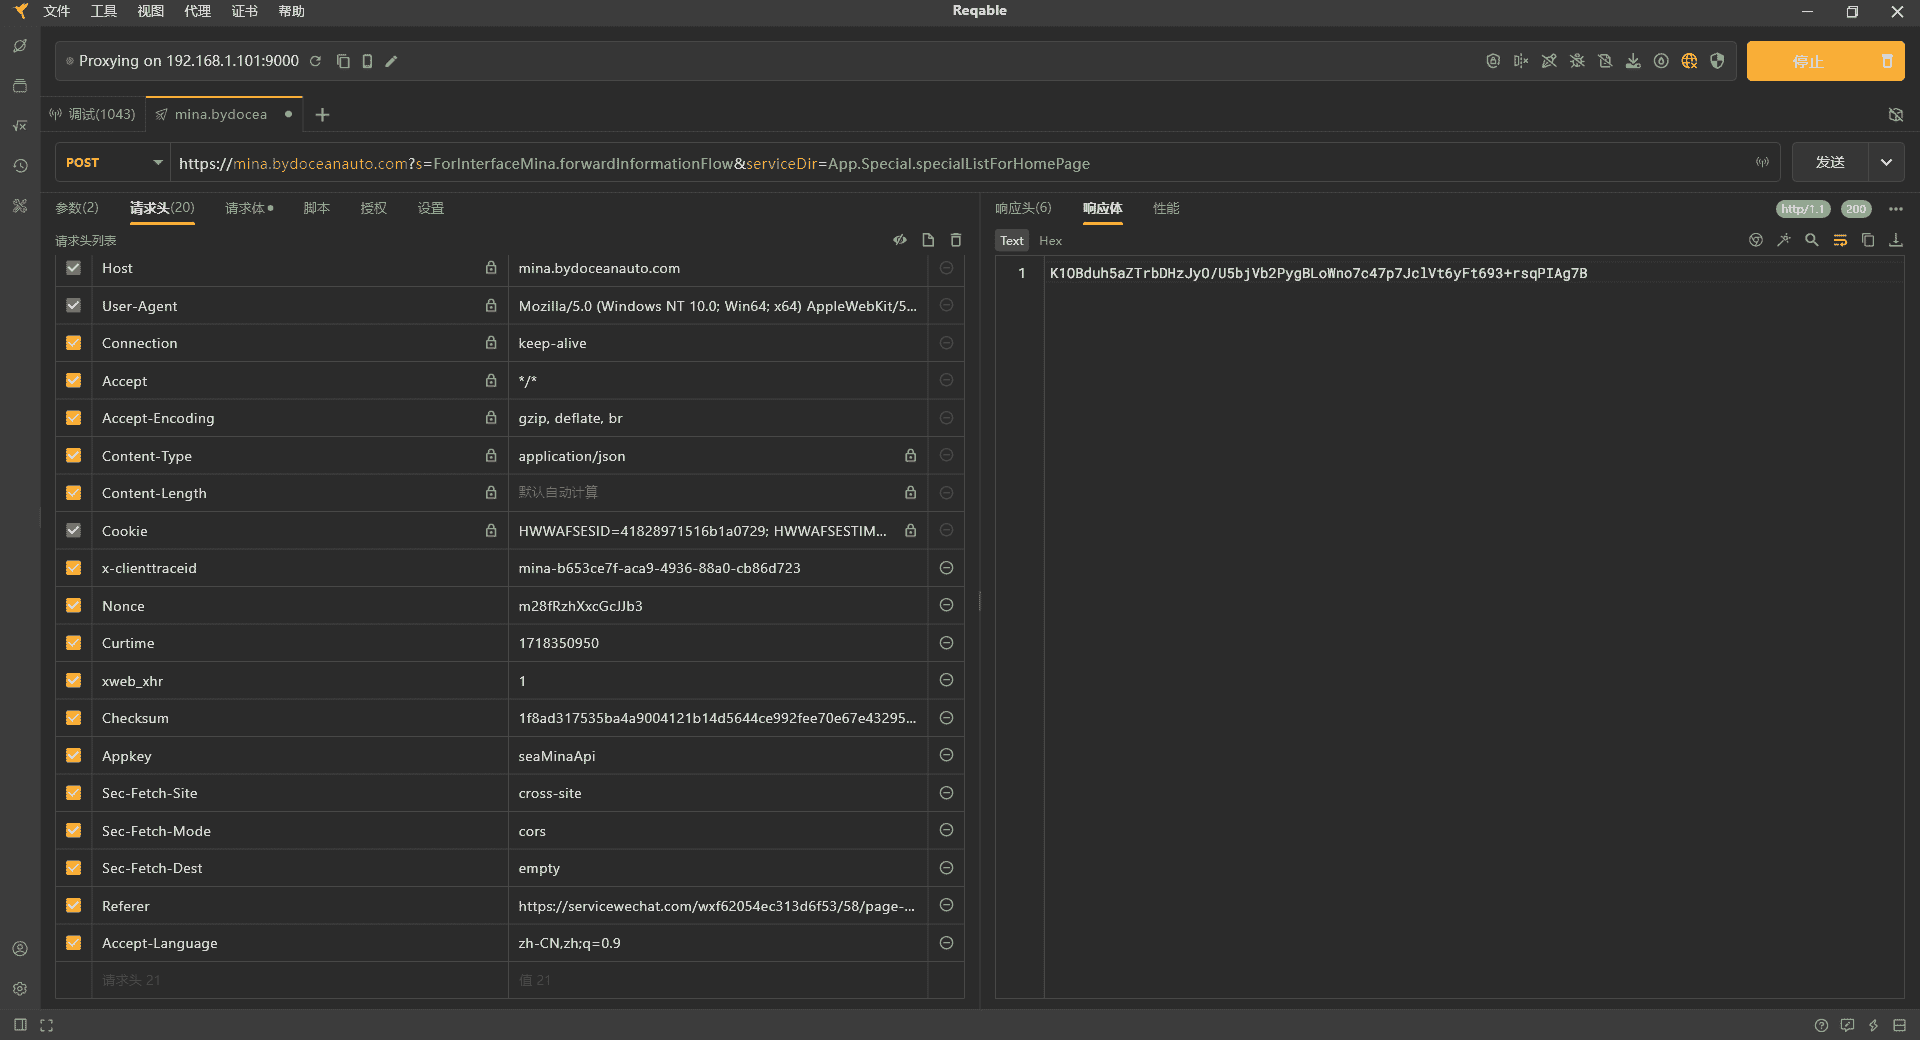 文件 工具 视图 代理 证书 帮助 Reqable
Proxying on 192.168.1.101:9000 停止
调试(1043) mina.bydocea
POST https://mina.bydoceanauto.com?s=ForInterfaceMina.forwardInformationFlow&serviceDir=App.Special.specialListForHomePage 发送
参数(2) 请求头(20) 请求体 脚本 授权 设置
请求头列表
Host mina.bydoceanauto.com
User-Agent Mozilla/5.0 (Windows NT 10.0; Win64; x64) AppleWebKit/5...
Connection keep-alive
Accept */*
Accept-Encoding gzip, deflate, br
Content-Type application/json
Content-Length 默认自动计算
Cookie HWWAFSESID=41828971516b1a0729; HWWAFSESTIM...
x-clienttraceid mina-b653ce7f-aca9-4936-88a0-cb86d723
Nonce m28fRzhXxcGcJJb3
Curtime 1718350950
xweb_xhr 1
Checksum 1f8ad317535ba4a9004121b14d5644ce992fee70e67e43295...
Appkey seaMinaApi
Sec-Fetch-Site cross-site
Sec-Fetch-Mode cors
Sec-Fetch-Dest empty
Referer https://servicewechat.com/wxf62054ec313d6f53/58/page-...
Accept-Language zh-CN,zh;q=0.9
请求头 21 值 21
响应头(6) 响应体 性能 http/1.1 200
Text Hex
1 K1OBduh5aZTrbDHzJyO/U5bjVb2PygBLoWno7c47p7JclVt6yFt693+rsqPIAg7B